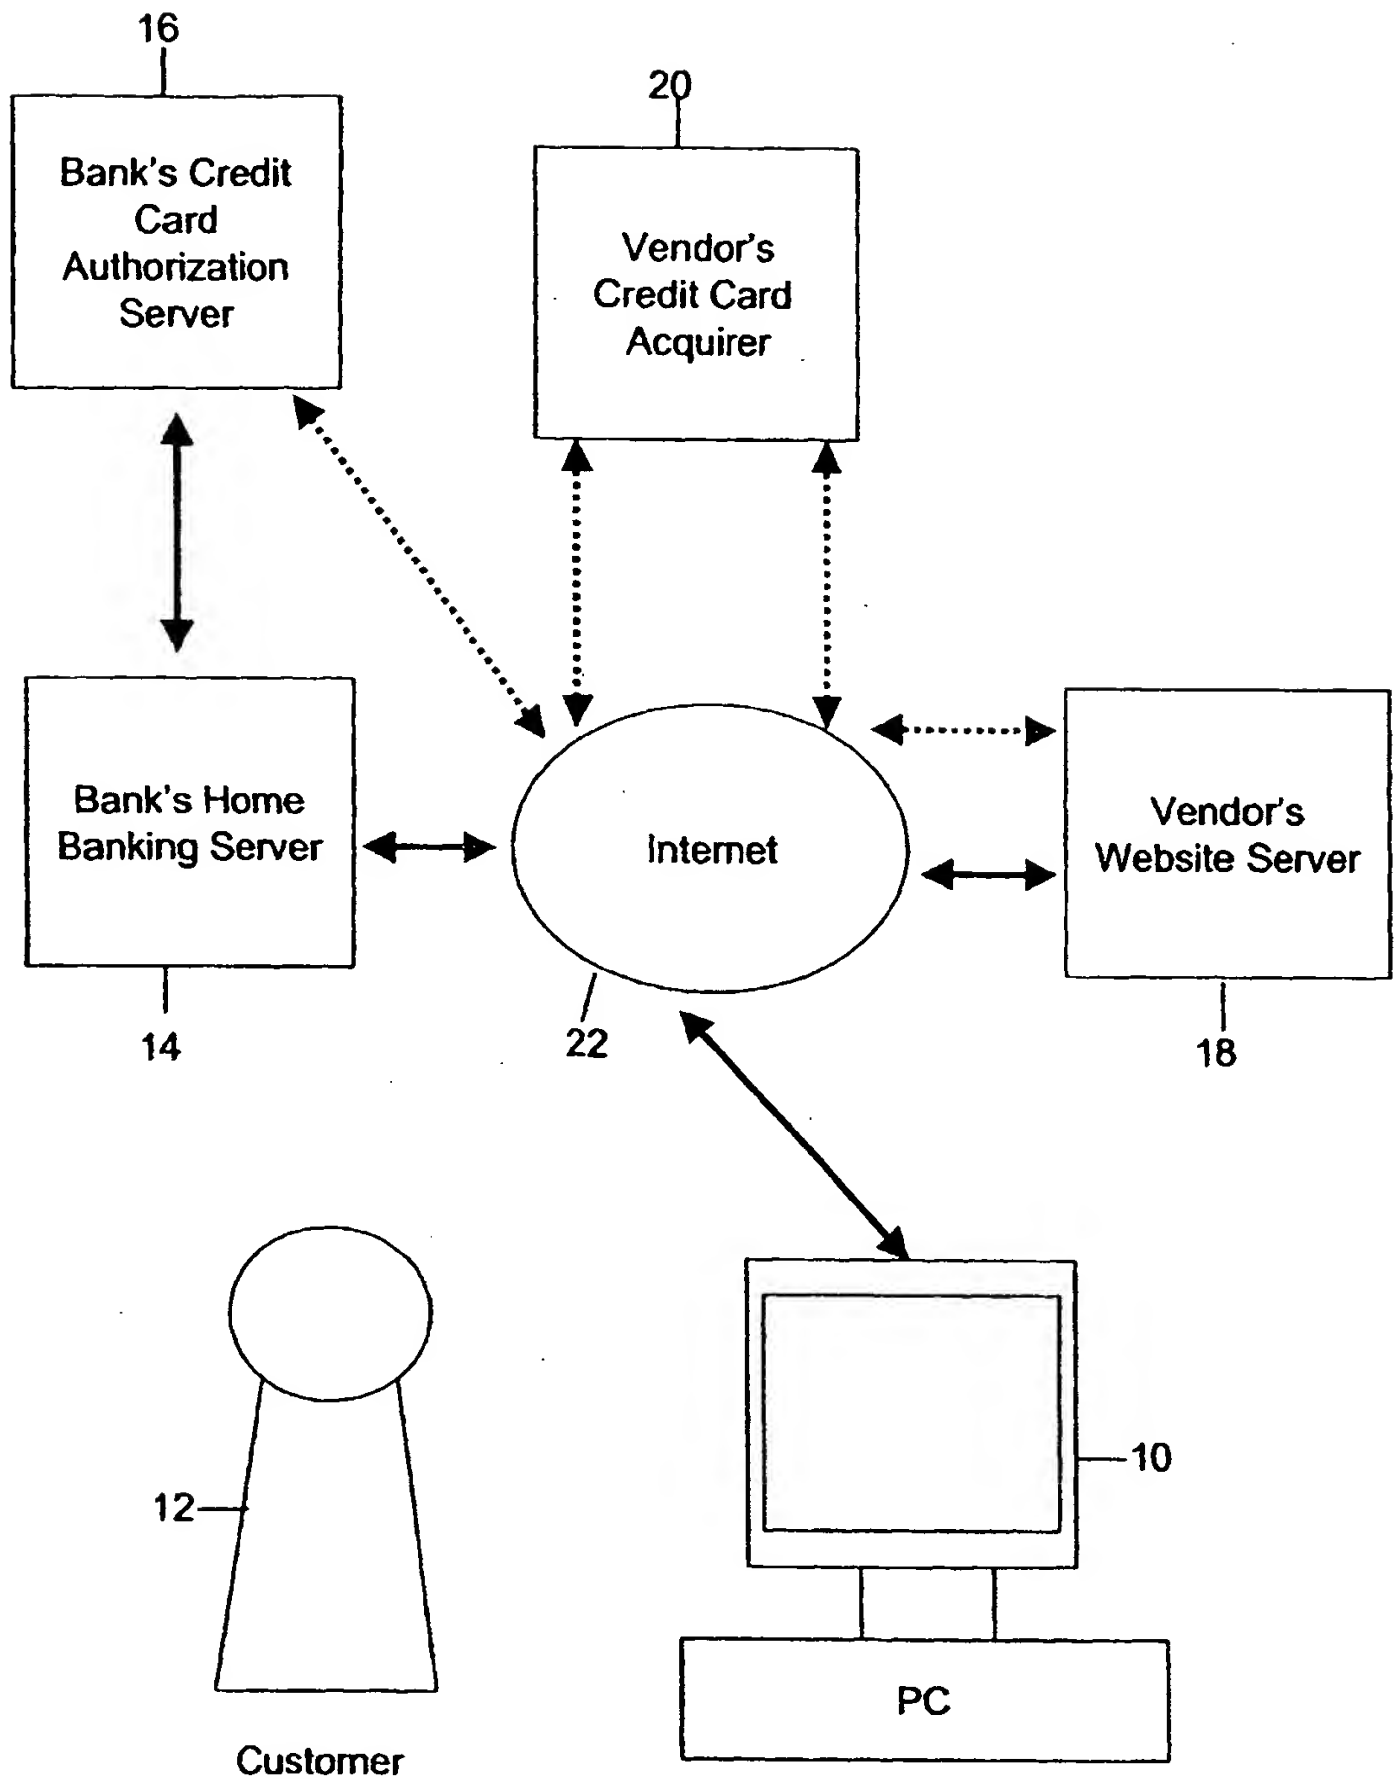 16
20
Bank's Credit
Card
Authorization
Server
Vendor's
Credit Card
Acquirer
Bank's Home
Banking Server
Internet
Vendor's
Website Server
14
22
18
10
12
PC
Customer